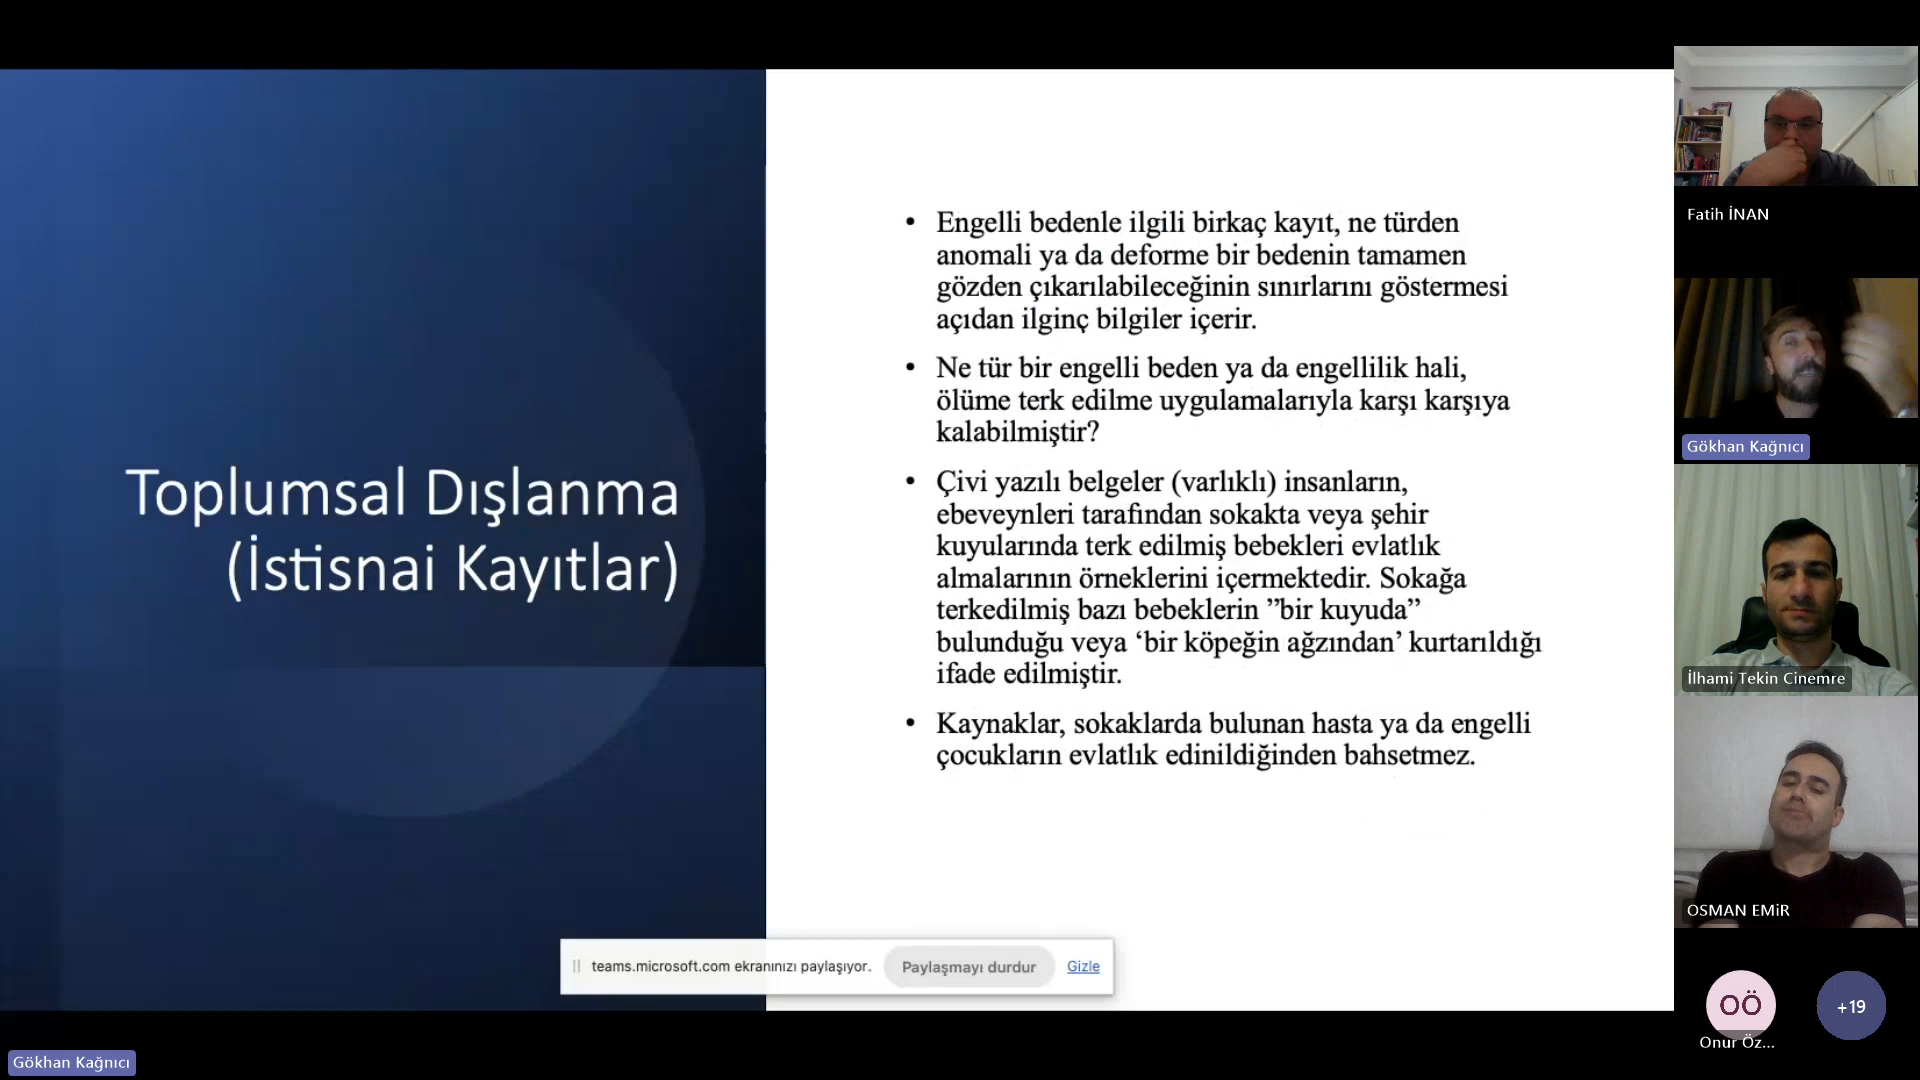 Toplumsal Dışlanma
(İstisnai Kayıtlar)
• Engelli bedenle ilgili birkaç kayıt, ne türden
anomali ya da deforme bir bedenin tamamen
gözden çıkarılabileceğinin sınırlarını göstermesi
açıdan ilginç bilgiler içerir.
• Ne tür bir engelli beden ya da engellilik hali,
ölüme terk edilme uygulamalarıyla karşı karşıya
kalabilmiştir?
• Çivi yazılı belgeler (varlıklı) insanların,
ebeveynleri tarafından sokakta veya şehir
kuyularında terk edilmiş bebekleri evlatlık
almalarının örneklerini içermektedir. Sokağa
terkedilmiş bazı bebeklerin ”bir kuyuda”
bulunduğu veya ‘bir köpeğin ağzından’ kurtarıldığı
ifade edilmiştir.
• Kaynaklar, sokaklarda bulunan hasta ya da engelli
çocukların evlatlık edinildiğinden bahsetmez.
teams.microsoft.com ekranınızı paylaşıyor.
Paylaşmayı durdur
Gizle
Gökhan Kağnıcı
Fatih İNAN
Gökhan Kağnıcı
İlhami Tekin Cinemre
OSMAN EMiR
OÖ
Onur Öz...
+19